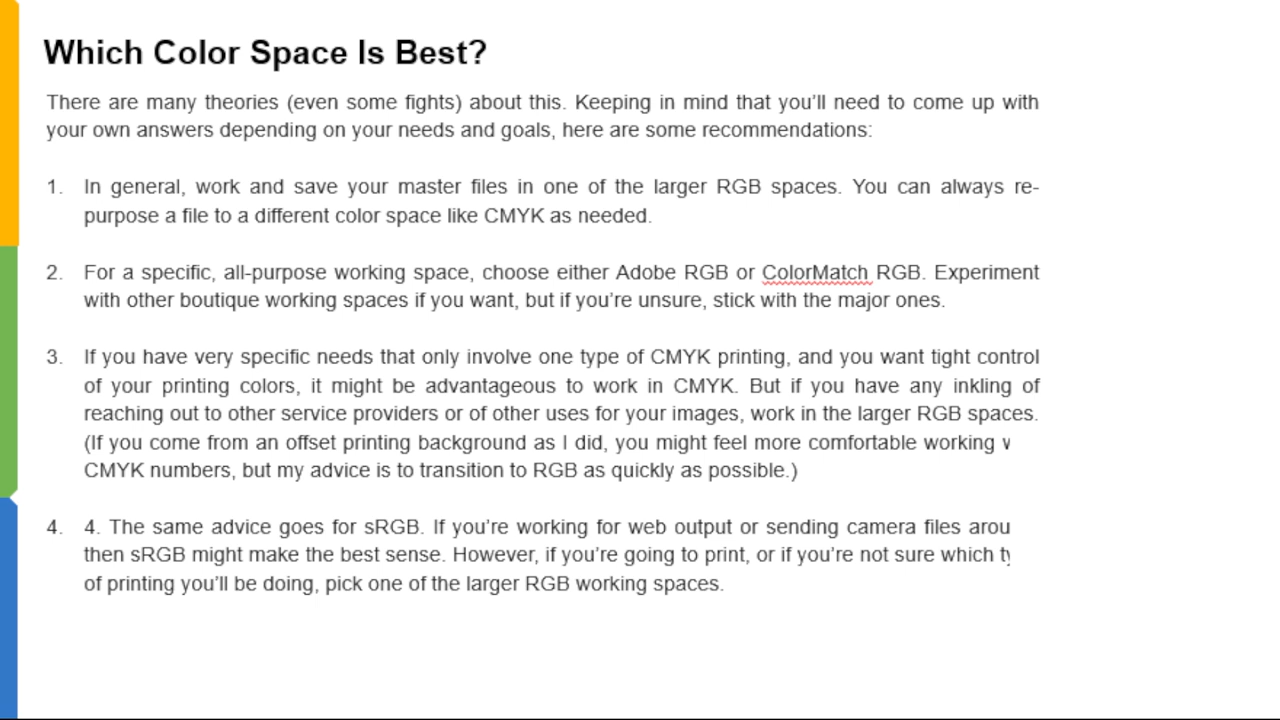 Which Color Space Is Best?
There are many theories (even some fights) about this. Keeping in mind that you’ll need to come up with
your own answers depending on your needs and goals, here are some recommendations:
1. In general, work and save your master files in one of the larger RGB spaces. You can always re-
purpose a file to a different color space like CMYK as needed.
2. For a specific, all-purpose working space, choose either Adobe RGB or ColorMatch RGB. Experiment
with other boutique working spaces if you want, but if you’re unsure, stick with the major ones.
3. If you have very specific needs that only involve one type of CMYK printing, and you want tight control
of your printing colors, it might be advantageous to work in CMYK. But if you have any inkling of
reaching out to other service providers or of other uses for your images, work in the larger RGB spaces.
(If you come from an offset printing background as I did, you might feel more comfortable working
CMYK numbers, but my advice is to transition to RGB as quickly as possible.)
4. 4. The same advice goes for sRGB. If you’re working for web output or sending camera files arou
then sRGB might make the best sense. However, if you’re going to print, or if you’re not sure which
of printing you’ll be doing, pick one of the larger RGB working spaces.